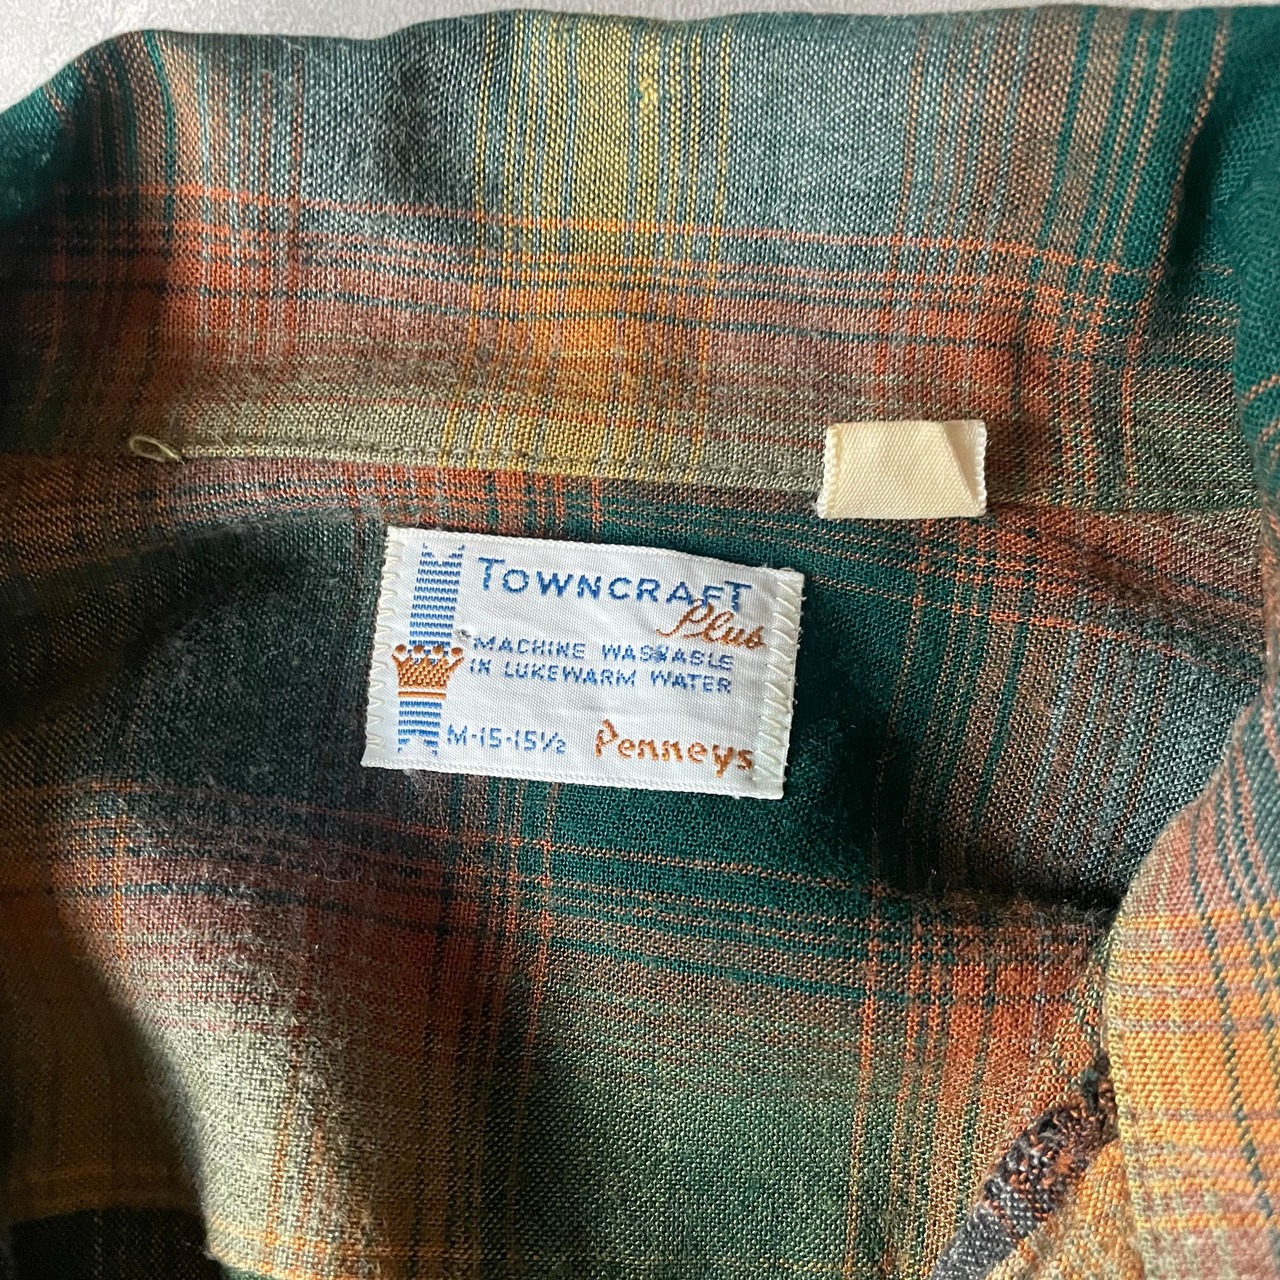 TOWNCRAFT
Plus
MACHINE WASHABLE
IN LUKEWARM WATER
M-15-15½
Penneys